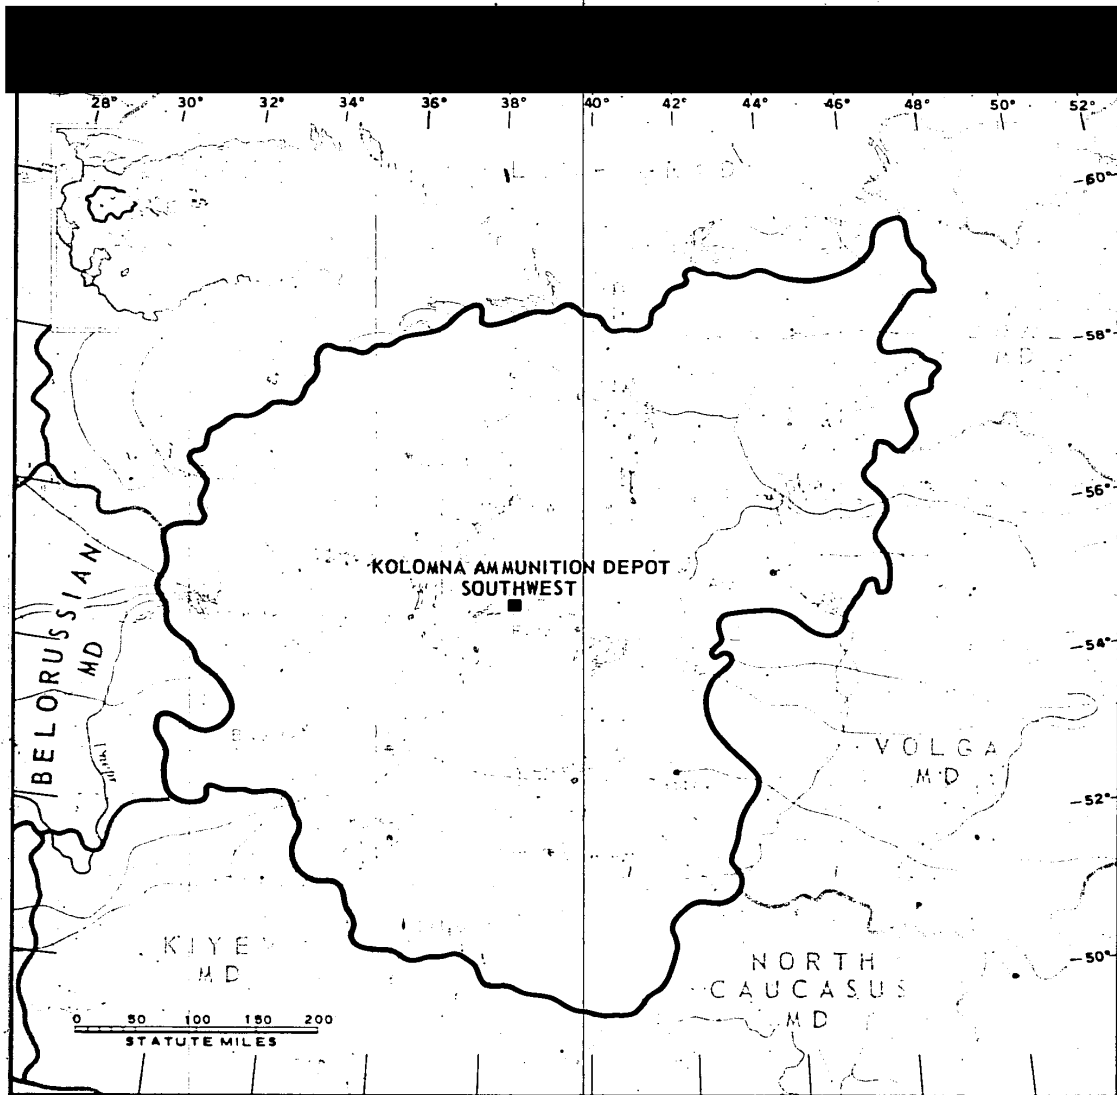 28° 30° 32° 34° 36° 38° 40° 42° 44° 46° 48° 50° 52°
—60°
—58°
MD
—56°
KOLOMNA AMMUNITION DEPOT
SOUTHWEST
BELORUSSIAN
MD
—54°
VOLGA
MD
—52°
KIYEV
MD
—50°
NORTH
CAUCASUS
MD
0 50 100 150 200
STATUTE MILES